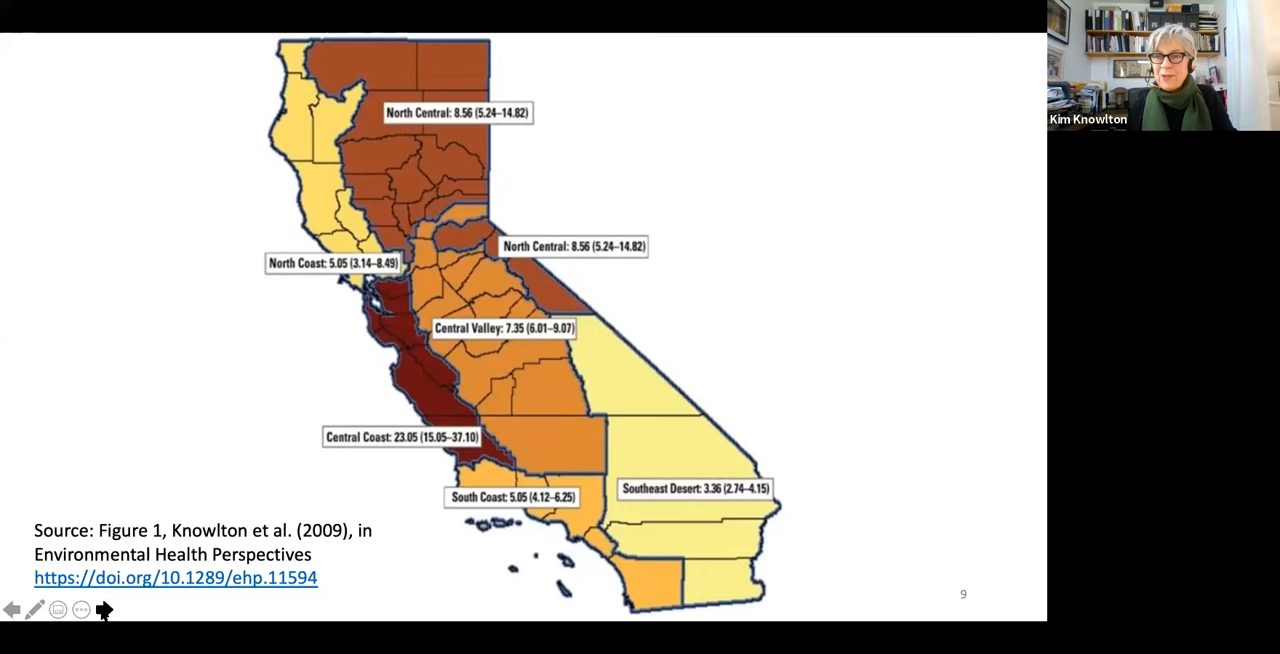 North Central: 8.56 (5.24–14.82)
North Central: 8.56 (5.24–14.82)
North Coast: 5.05 (3.14–8.49)
Central Valley: 7.35 (6.01–9.07)
Central Coast: 23.05 (15.05–37.10)
South Coast: 5.05 (4.12–6.25)
Southeast Desert: 3.36 (2.74–4.15)
Source: Figure 1, Knowlton et al. (2009), in
Environmental Health Perspectives
https://doi.org/10.1289/ehp.11594
9
Kim Knowlton